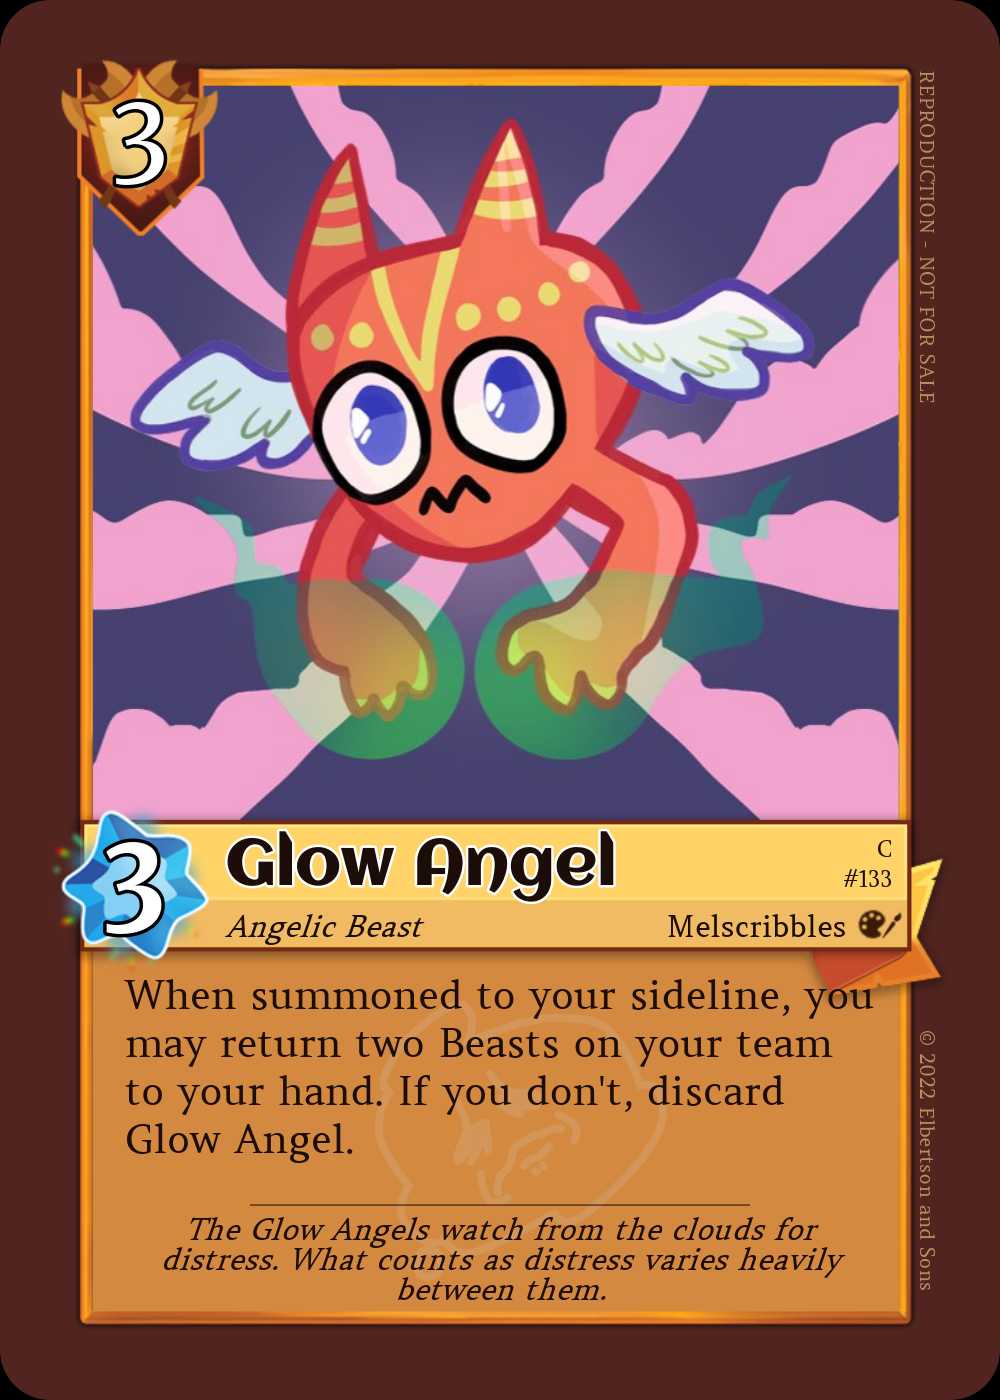 3
REPRODUCTION - NOT FOR SALE
3
Glow Angel
C
#133
Angelic Beast
Melscribbles
When summoned to your sideline, you
may return two Beasts on your team
to your hand. If you don't, discard
Glow Angel.
The Glow Angels watch from the clouds for
distress. What counts as distress varies heavily
between them.
© 2022 Elbertson and Sons